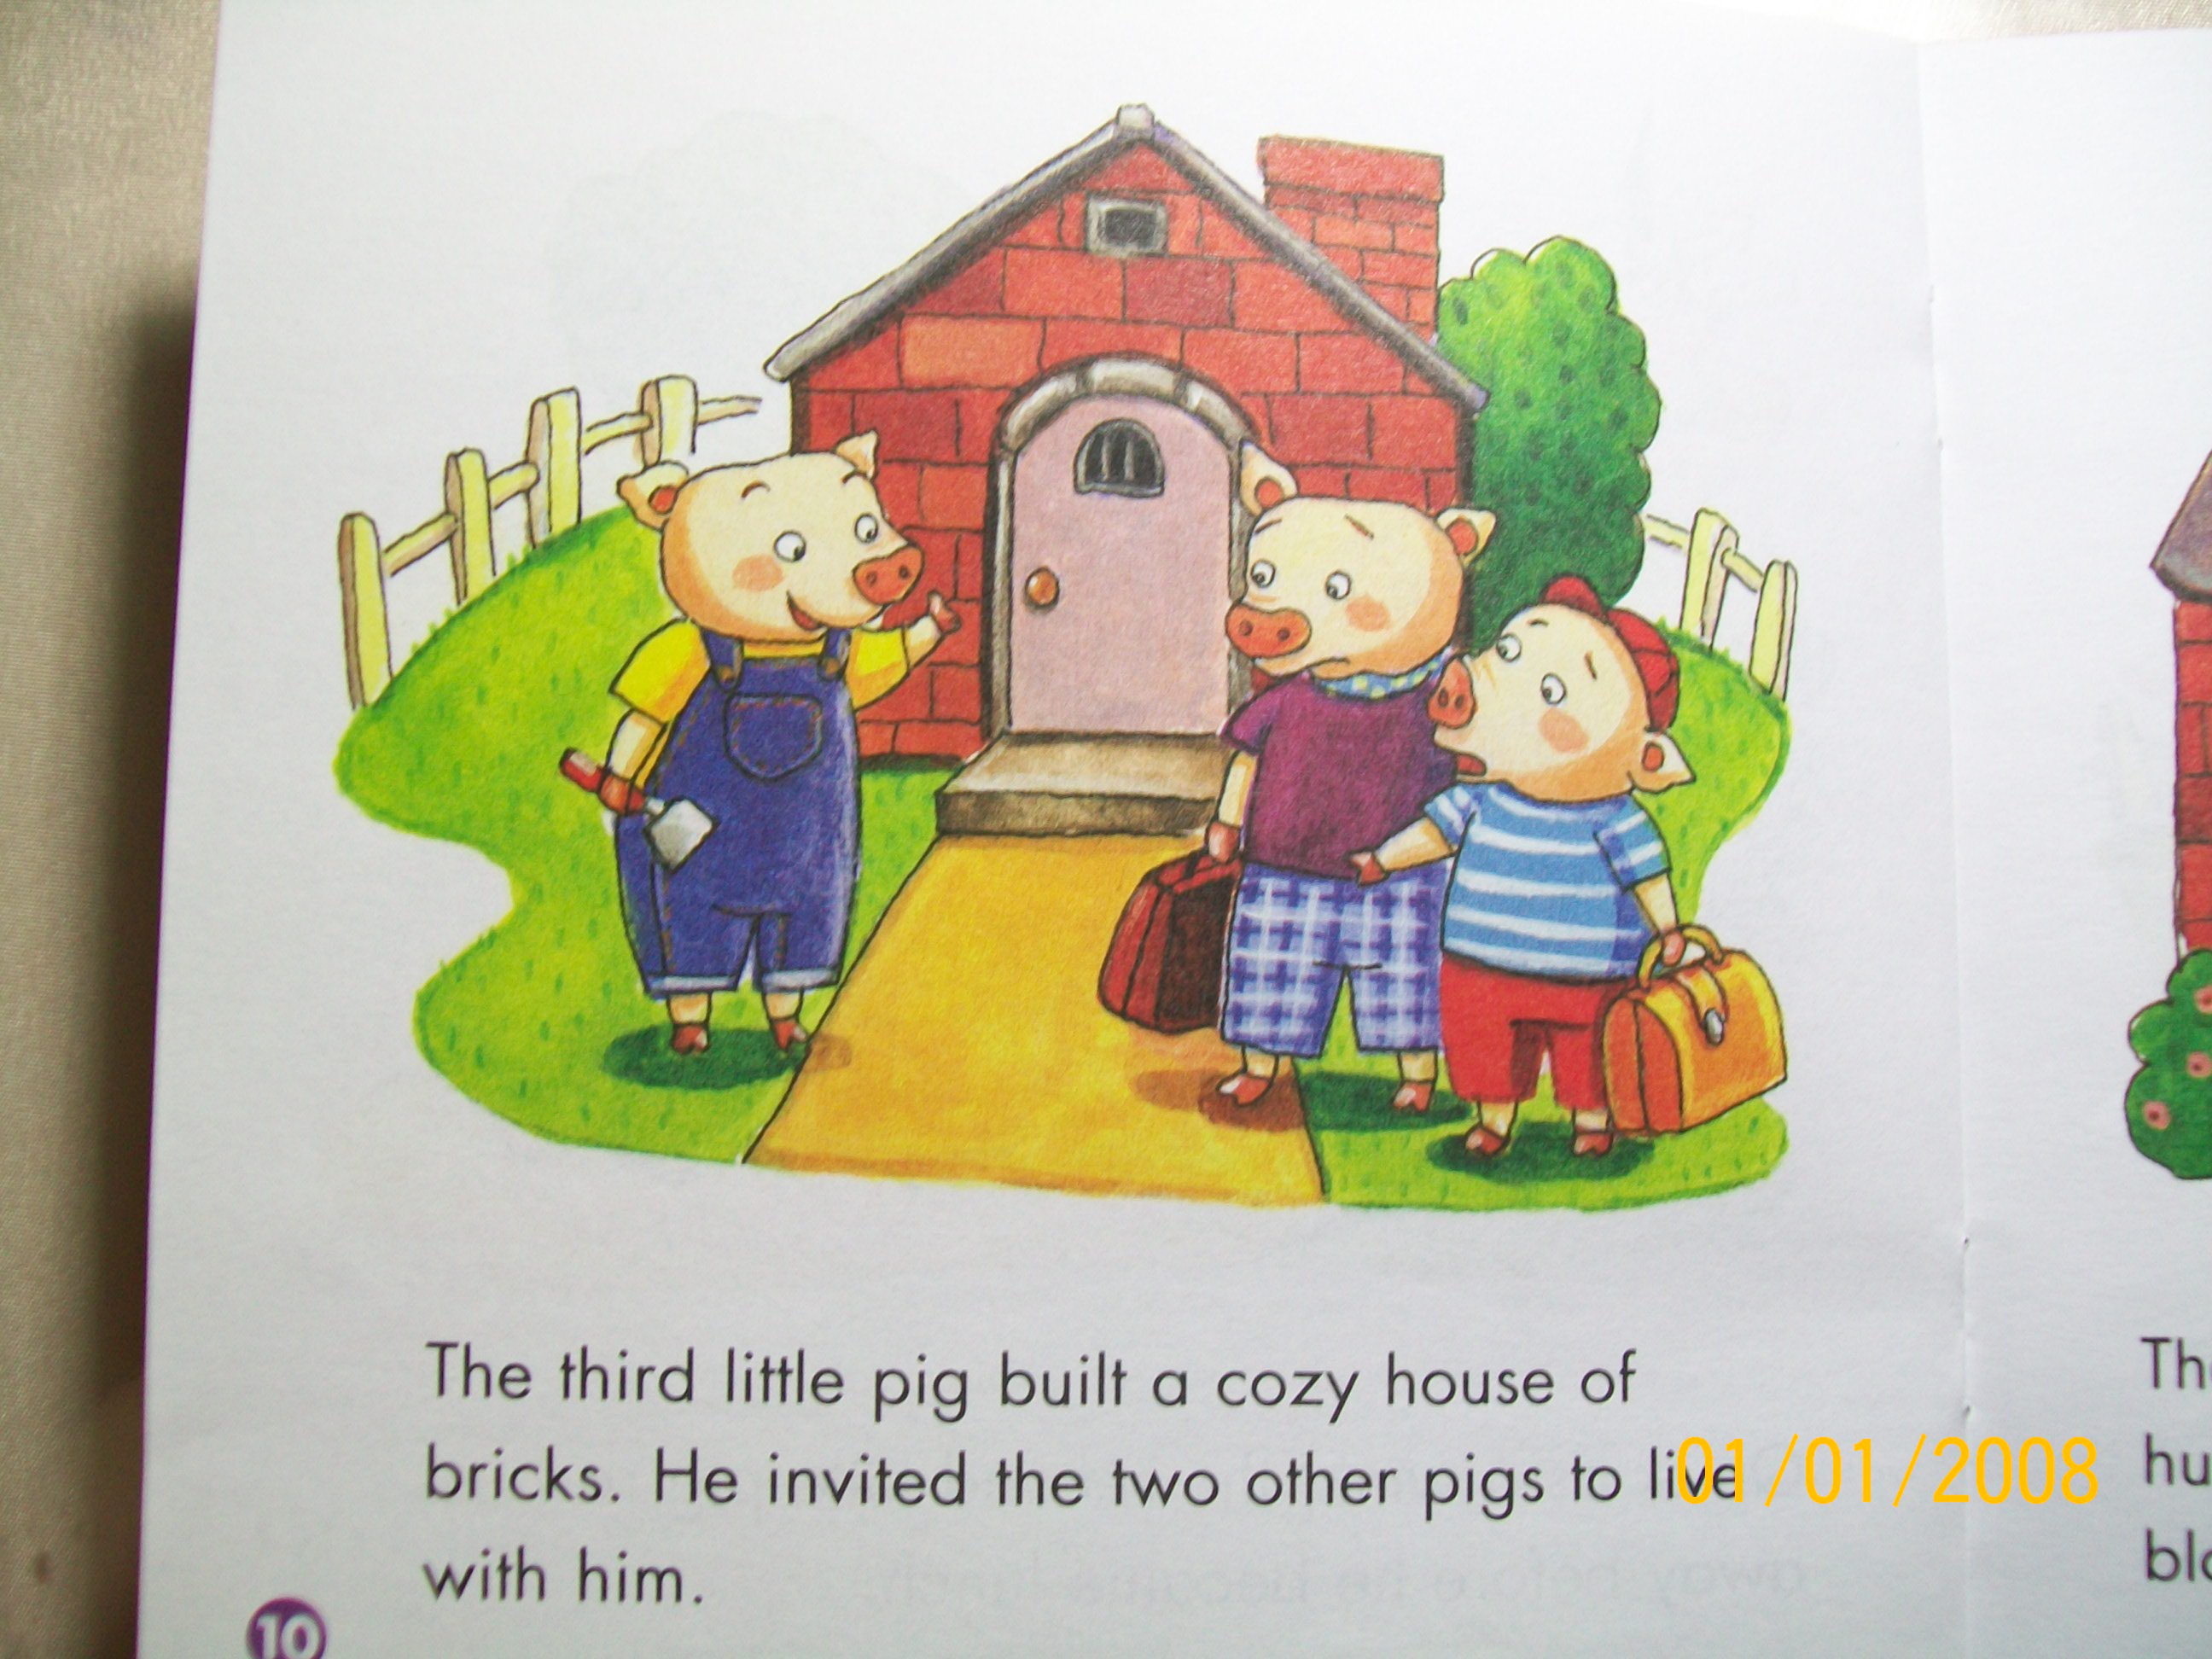 The third little pig built a cozy house of
bricks. He invited the two other pigs to live
with him.
10
01/01/2008
Th
hu
blo